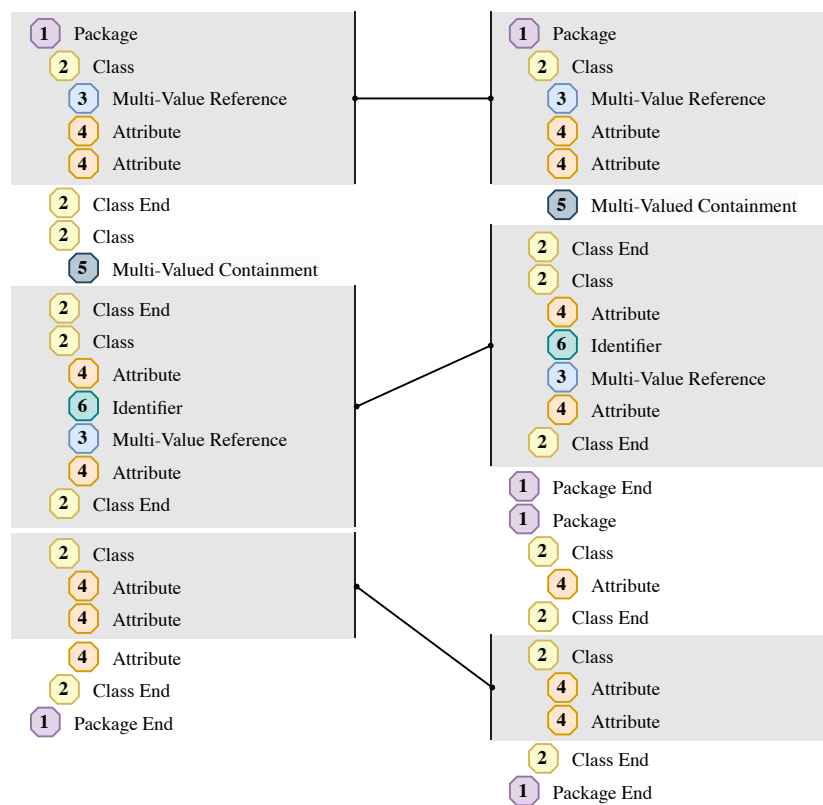 1 Package
2 Class
3 Multi-Value Reference
4 Attribute
4 Attribute
2 Class End
2 Class
5 Multi-Valued Containment
2 Class End
2 Class
4 Attribute
6 Identifier
3 Multi-Value Reference
4 Attribute
2 Class End
2 Class
4 Attribute
4 Attribute
4 Attribute
2 Class End
1 Package End
1 Package
2 Class
3 Multi-Value Reference
4 Attribute
4 Attribute
5 Multi-Valued Containment
2 Class End
2 Class
4 Attribute
6 Identifier
3 Multi-Value Reference
4 Attribute
2 Class End
1 Package End
1 Package
2 Class
4 Attribute
2 Class End
2 Class
4 Attribute
4 Attribute
2 Class End
1 Package End